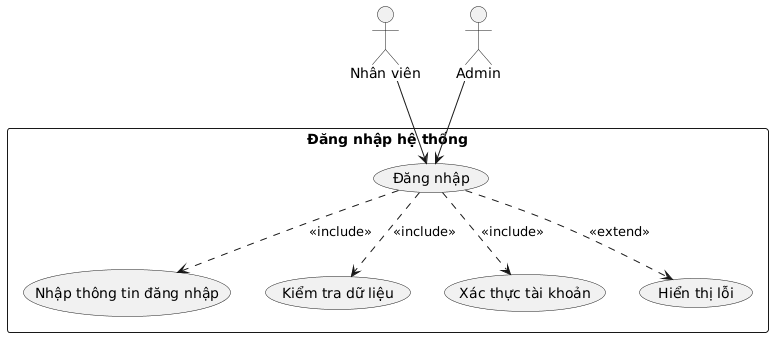 Nhân viên
Admin
Đăng nhập hệ thống
Đăng nhập
«include»
«include»
«include»
«extend»
Nhập thông tin đăng nhập
Kiểm tra dữ liệu
Xác thực tài khoản
Hiển thị lỗi